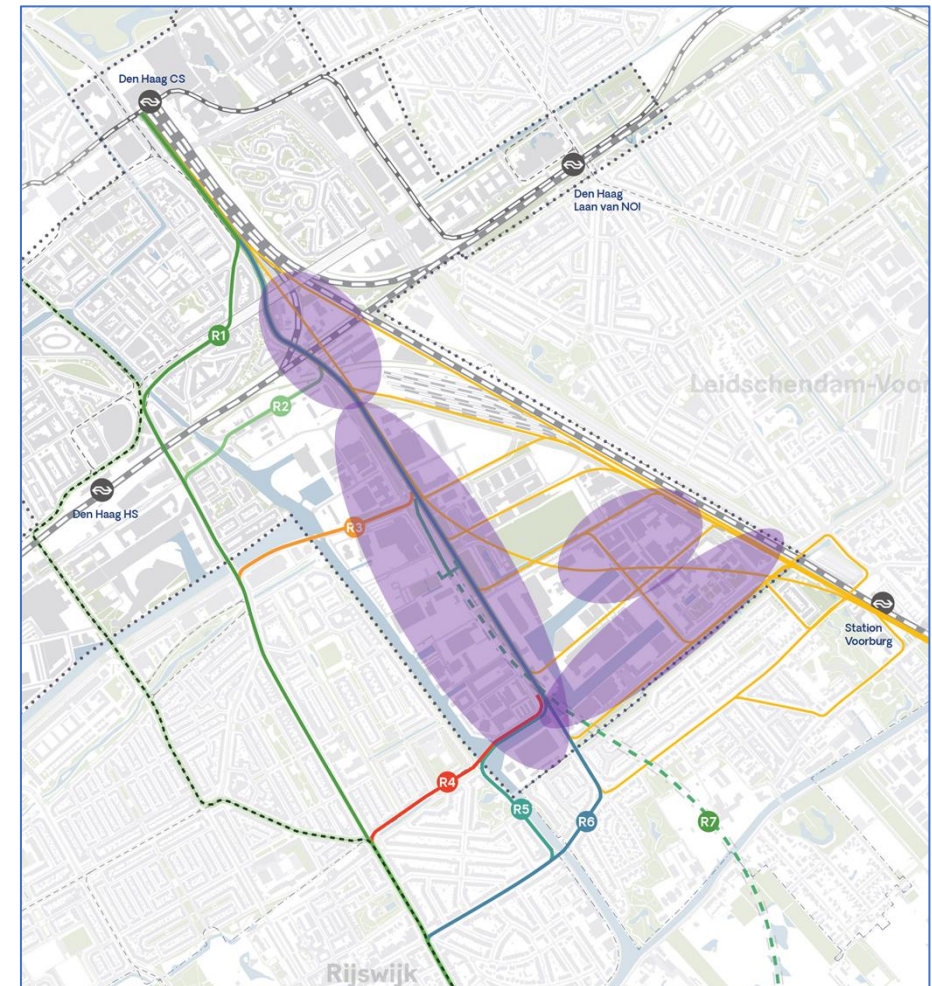 Den Haag CS
Den Haag
Laan van NOI
R1
Leidschendam-Voo
R2
Den Haag HS
R3
Station
Voorburg
R4
R5
R6
R7
Rijswijk